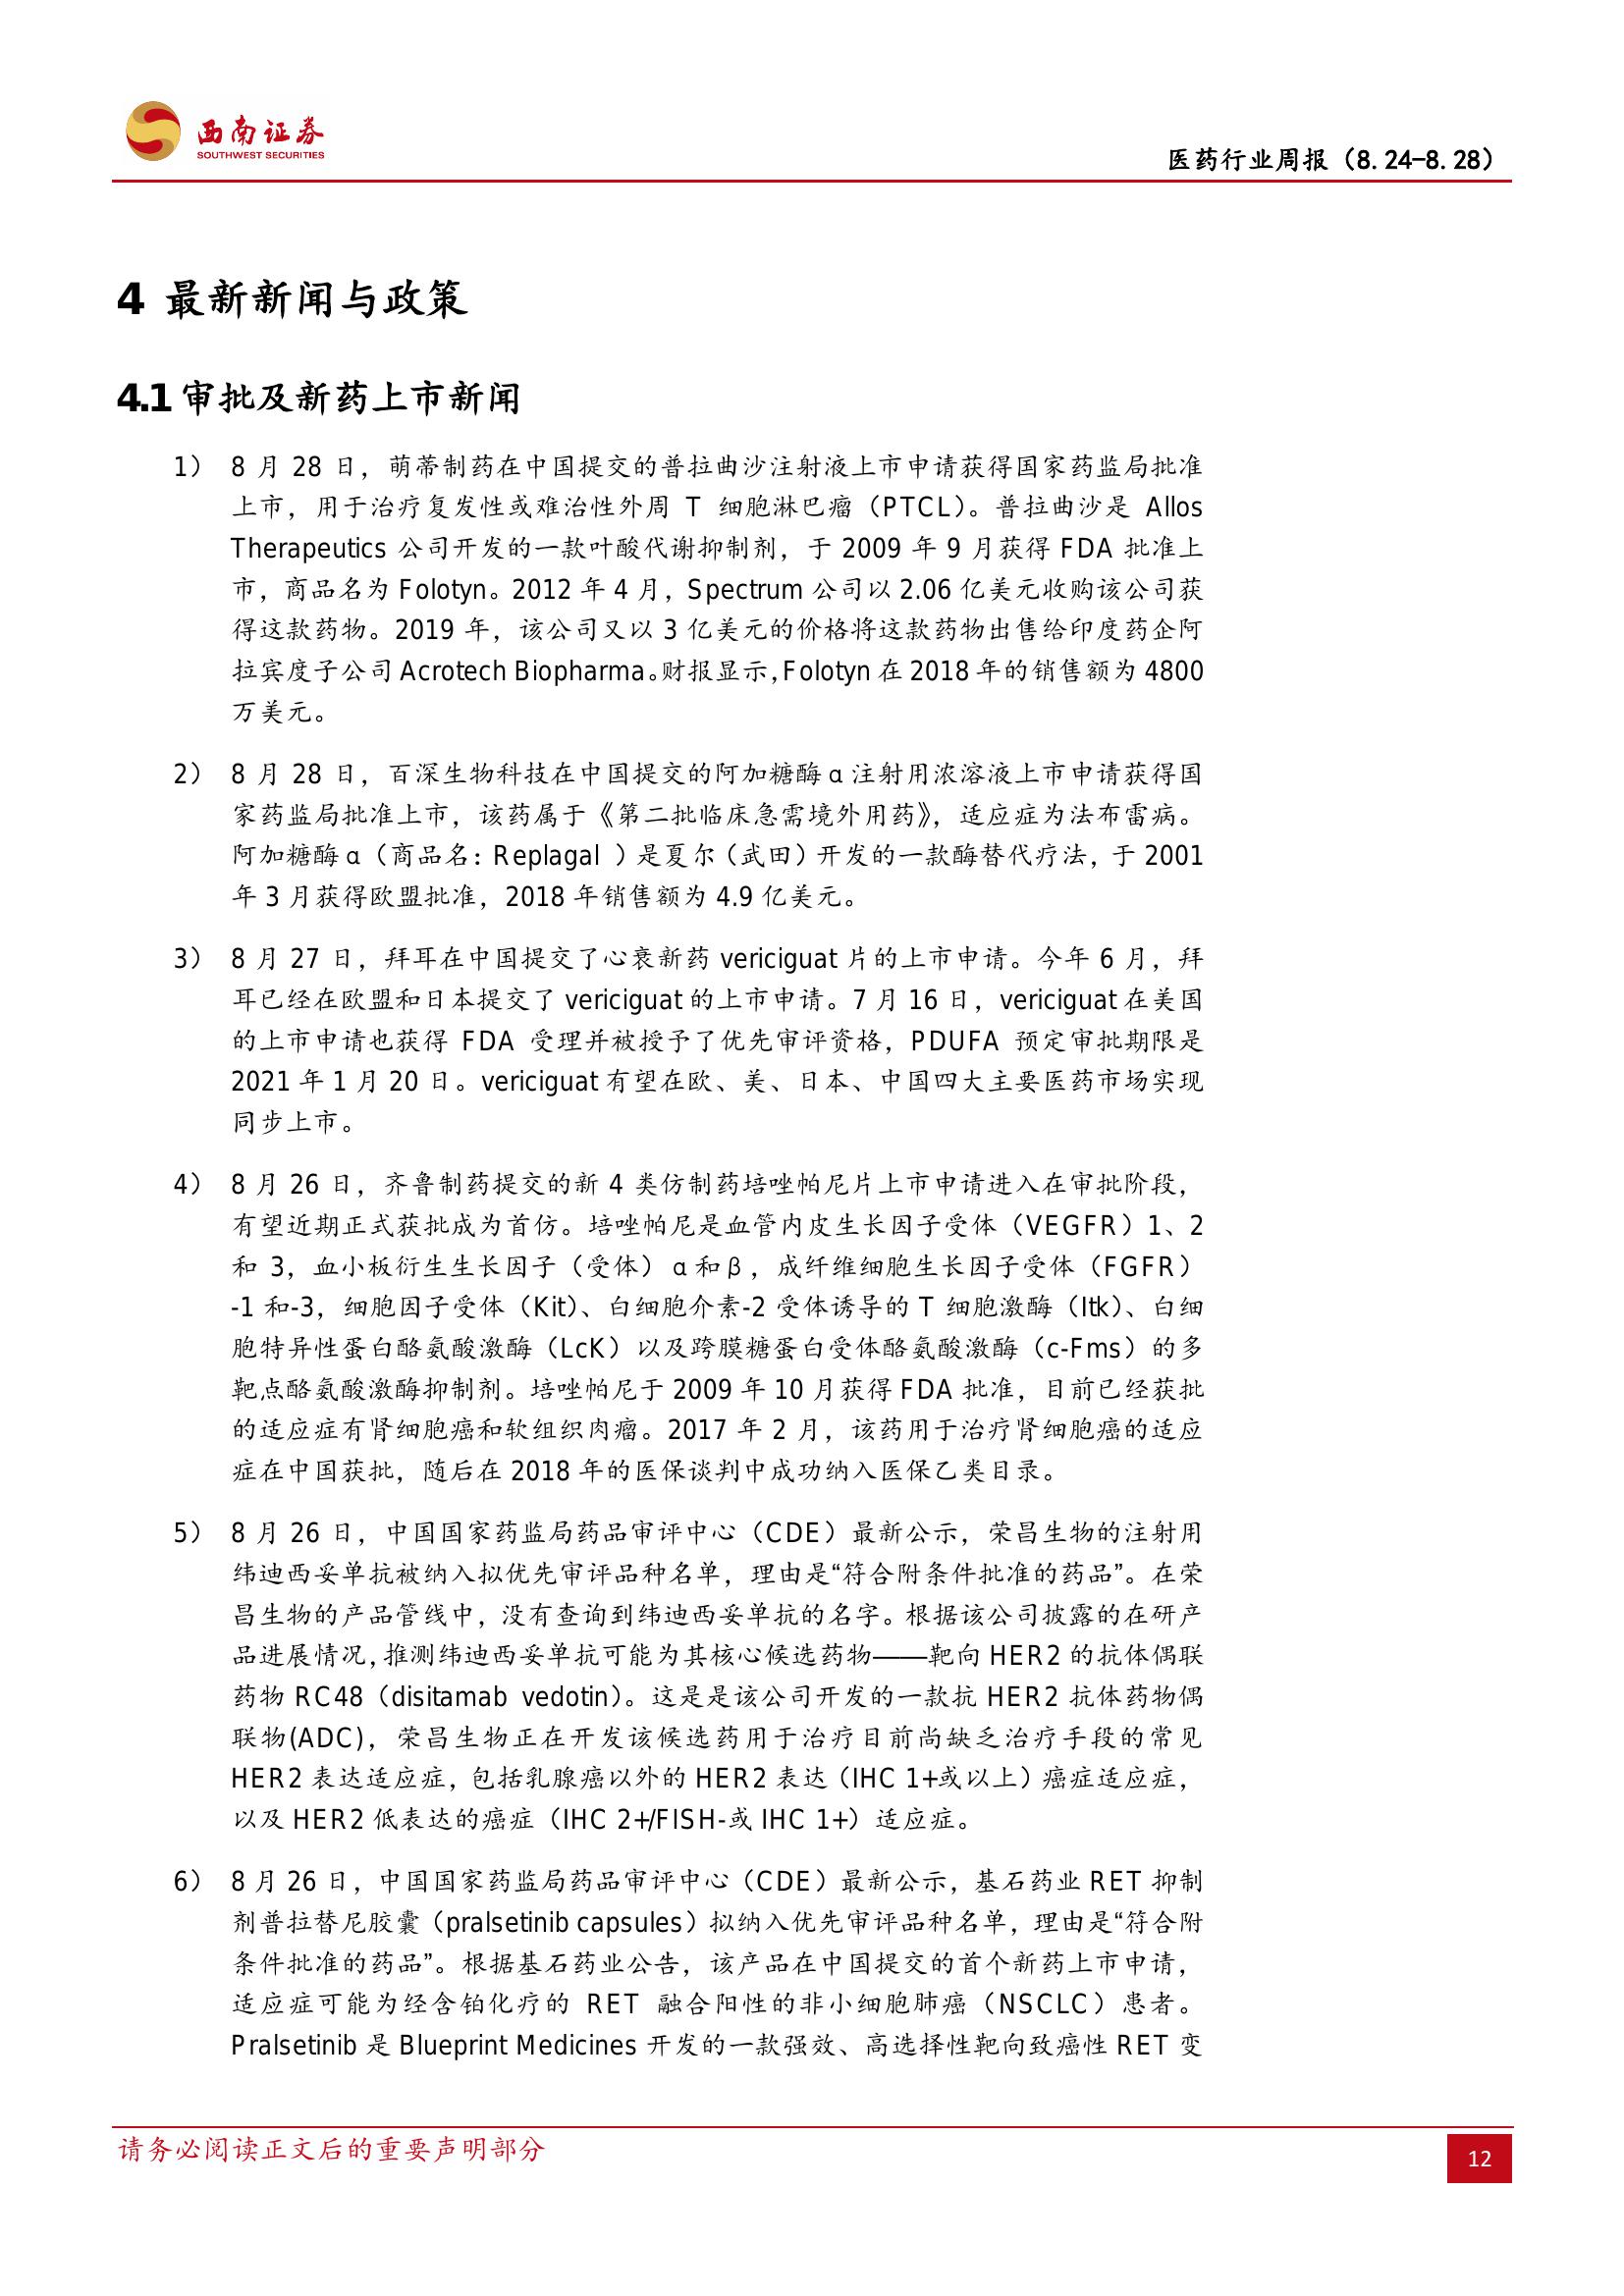 西南证券
SOUTHWEST SECURITIES
医药行业周报（8. 24-8. 28）
4 最新新闻与政策
4.1 审批及新药上市新闻
1） 8 月 28 日，萌蒂制药在中国提交的普拉曲沙注射液上市申请获得国家药监局批准
上市，用于治疗复发性或难治性外周 T 细胞淋巴瘤（PTCL）。普拉曲沙是 Allos
Therapeutics 公司开发的一款叶酸代谢抑制剂，于 2009 年 9 月获得 FDA 批准上
市，商品名为 Folotyn。2012 年 4 月，Spectrum 公司以 2.06 亿美元收购该公司获
得这款药物。2019 年，该公司又以 3 亿美元的价格将这款药物出售给印度药企阿
拉宾度子公司 Acrotech Biopharma。财报显示，Folotyn 在 2018 年的销售额为 4800
万美元。
2） 8 月 28 日，百深生物科技在中国提交的阿加糖酶α注射用浓溶液上市申请获得国
家药监局批准上市，该药属于《第二批临床急需境外用药》，适应症为法布雷病。
阿加糖酶α（商品名：Replagal ）是夏尔（武田）开发的一款酶替代疗法，于 2001
年 3 月获得欧盟批准，2018 年销售额为 4.9 亿美元。
3） 8 月 27 日，拜耳在中国提交了心衰新药 vericiguat 片的上市申请。今年 6 月，拜
耳已经在欧盟和日本提交了 vericiguat 的上市申请。7 月 16 日，vericiguat 在美国
的上市申请也获得 FDA 受理并被授予了优先审评资格，PDUFA 预定审批期限是
2021 年 1 月 20 日。vericiguat 有望在欧、美、日本、中国四大主要医药市场实现
同步上市。
4） 8 月 26 日，齐鲁制药提交的新 4 类仿制药培唑帕尼片上市申请进入在审批阶段，
有望近期正式获批成为首仿。培唑帕尼是血管内皮生长因子受体（VEGFR）1、2
和 3，血小板衍生生长因子（受体）α和β，成纤维细胞生长因子受体（FGFR）
-1 和-3，细胞因子受体（Kit）、白细胞介素-2 受体诱导的 T 细胞激酶（Itk）、白细
胞特异性蛋白酪氨酸激酶（LcK）以及跨膜糖蛋白受体酪氨酸激酶（c-Fms）的多
靶点酪氨酸激酶抑制剂。培唑帕尼于 2009 年 10 月获得 FDA 批准，目前已经获批
的适应症有肾细胞癌和软组织肉瘤。2017 年 2 月，该药用于治疗肾细胞癌的适应
症在中国获批，随后在 2018 年的医保谈判中成功纳入医保乙类目录。
5） 8 月 26 日，中国国家药监局药品审评中心（CDE）最新公示，荣昌生物的注射用
纬迪西妥单抗被纳入拟优先审评品种名单，理由是“符合附条件批准的药品”。在荣
昌生物的产品管线中，没有查询到纬迪西妥单抗的名字。根据该公司披露的在研产
品进展情况，推测纬迪西妥单抗可能为其核心候选药物——靶向 HER2 的抗体偶联
药物 RC48（disitamab vedotin）。这是是该公司开发的一款抗 HER2 抗体药物偶
联物(ADC)，荣昌生物正在开发该候选药用于治疗目前尚缺乏治疗手段的常见
HER2 表达适应症，包括乳腺癌以外的 HER2 表达（IHC 1+或以上）癌症适应症，
以及 HER2 低表达的癌症（IHC 2+/FISH-或 IHC 1+）适应症。
6） 8 月 26 日，中国国家药监局药品审评中心（CDE）最新公示，基石药业 RET 抑制
剂普拉替尼胶囊（pralsetinib capsules）拟纳入优先审评品种名单，理由是“符合附
条件批准的药品”。根据基石药业公告，该产品在中国提交的首个新药上市申请，
适应症可能为经含铂化疗的 RET 融合阳性的非小细胞肺癌（NSCLC）患者。
Pralsetinib 是 Blueprint Medicines 开发的一款强效、高选择性靶向致癌性 RET 变
请务必阅读正文后的重要声明部分
12